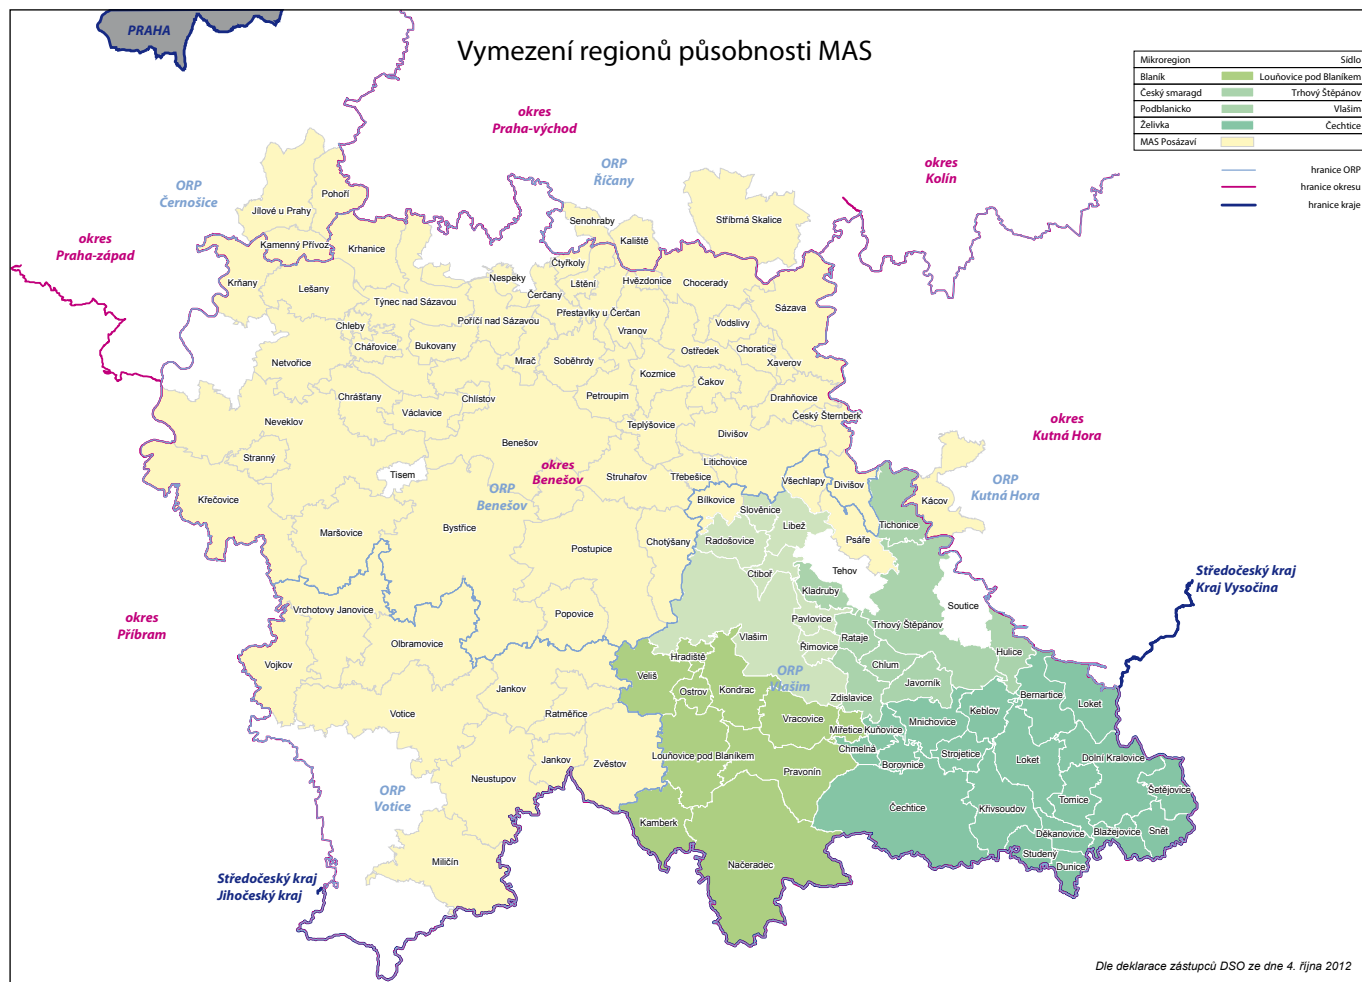 PRAHA
Vymezení regionů působnosti MAS
Mikroregion Sídlo
Blaník Louňovice pod Blaníkem
Český smaragd Trhový Štěpánov
Podblanicko Vlašim
Želivka Čechtice
MAS Posázaví
hranice ORP
hranice okresu
hranice kraje
okres
Praha-východ
ORP
Říčany
okres
Kolín
ORP
Černošice
okres
Praha-západ
Pohoří
Jílové u Prahy
Kamenný Přívoz
Krhanice
Senohraby
Kaliště
Stříbrná Skalice
Krňany
Lešany
Týnec nad Sázavou
Nespeky
Čtyřkoly
Čerčany
Lštění
Hvězdonice
Chocerady
Sázava
Chleby
Chářovice
Bukovany
Poříčí nad Sázavou
Přestavlky u Čerčan
Vranov
Vodslivy
Netvořice
Mrač
Soběhrdy
Ostředek
Choratice
Xaverov
Kozmice
Čakov
Chrášťany
Václavice
Chlístov
Petroupim
Drahňovice
Český Šternberk
Neveklov
Teplýšovice
Divišov
okres
Kutná Hora
Benešov
Stranný
Tisem
okres
Benešov
Struhařov
Třebešice
Litichovice
Křečovice
ORP
Benešov
Bílkovice
Všechlapy
Divišov
ORP
Kutná Hora
Kácov
Slověnice
Libež
Tichonice
Maršovice
Bystřice
Postupice
Chotýšany
Radošovice
Psáře
Ctiboř
Tehov
Středočeský kraj
Kraj Vysočina
Kladruby
Soutice
okres
Příbram
Vrchotovy Janovice
Popovice
Pavlovice
Trhový Štěpánov
Olbramovice
Vlašim
Rataje
Římovice
Hulice
Vojkov
Hradiště
Veliš
ORP
Vlašim
Chlum
Javorník
Jankov
Ostrov
Kondrac
Zdislavice
Bernartice
Loket
Votice
Ratměřice
Vracovice
Miřetice
Kuňovice
Mnichovice
Keblov
Chmelná
Borovnice
Strojetice
Loket
Dolní Kralovice
Jankov
Zvěstov
Louňovice pod Blaníkem
Pravonín
Neustupov
Čechtice
Křivsoudov
Tomice
Šetějovice
ORP
Votice
Kamberk
Děkanovice
Blažejovice
Snět
Studený
Dunice
Miličín
Načeradec
Středočeský kraj
Jihočeský kraj
Dle deklarace zástupců DSO ze dne 4. října 2012